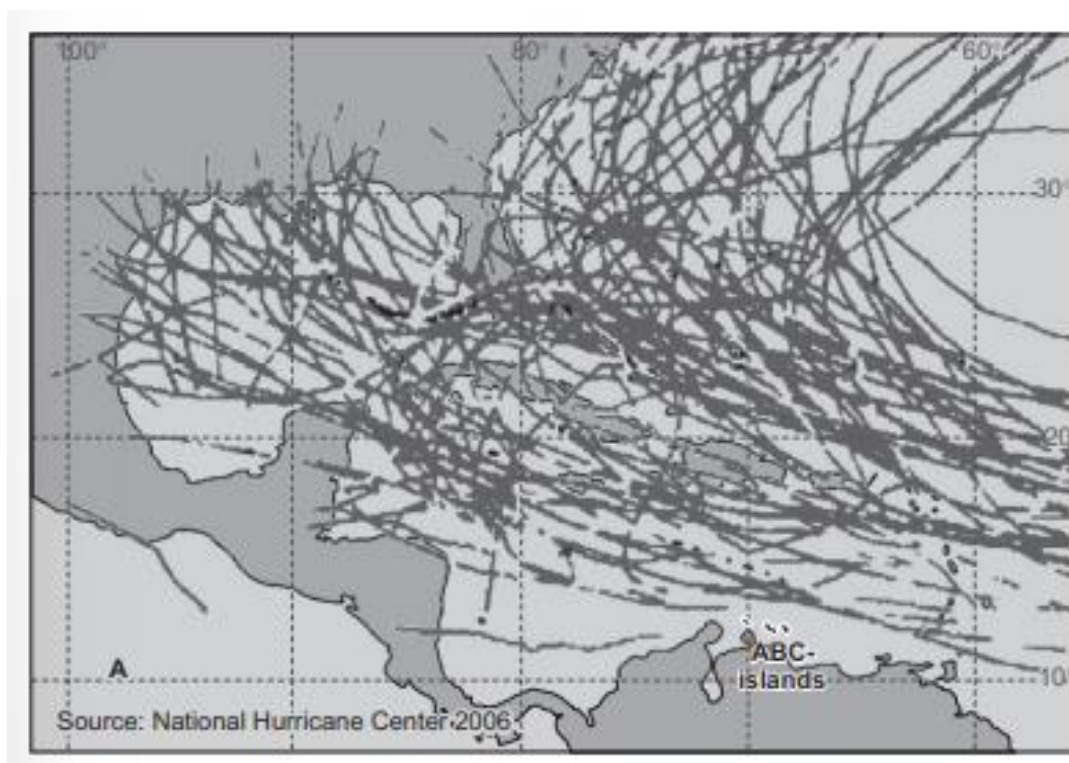 100° 80° 60°
30°
20
ABC-
islands
10°
A
Source: National Hurricane Center 2006